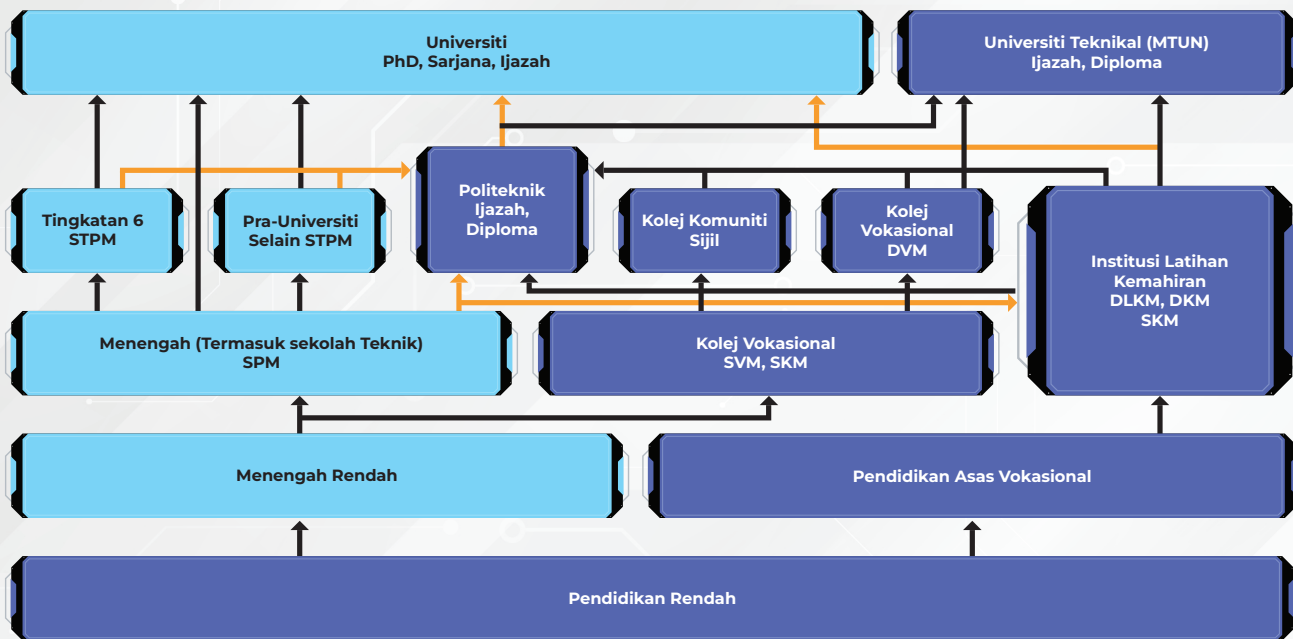 Universiti
PhD, Sarjana, Ijazah
Universiti Teknikal (MTUN)
Ijazah, Diploma
Tingkatan 6
STPM
Pra-Universiti
Selain STPM
Politeknik
Ijazah,
Diploma
Kolej Komuniti
Sijil
Kolej
Vokasional
DVM
Institusi Latihan
Kemahiran
DLKM, DKM
SKM
Menengah (Termasuk sekolah Teknik)
SPM
Kolej Vokasional
SVM, SKM
Menengah Rendah
Pendidikan Asas Vokasional
Pendidikan Rendah